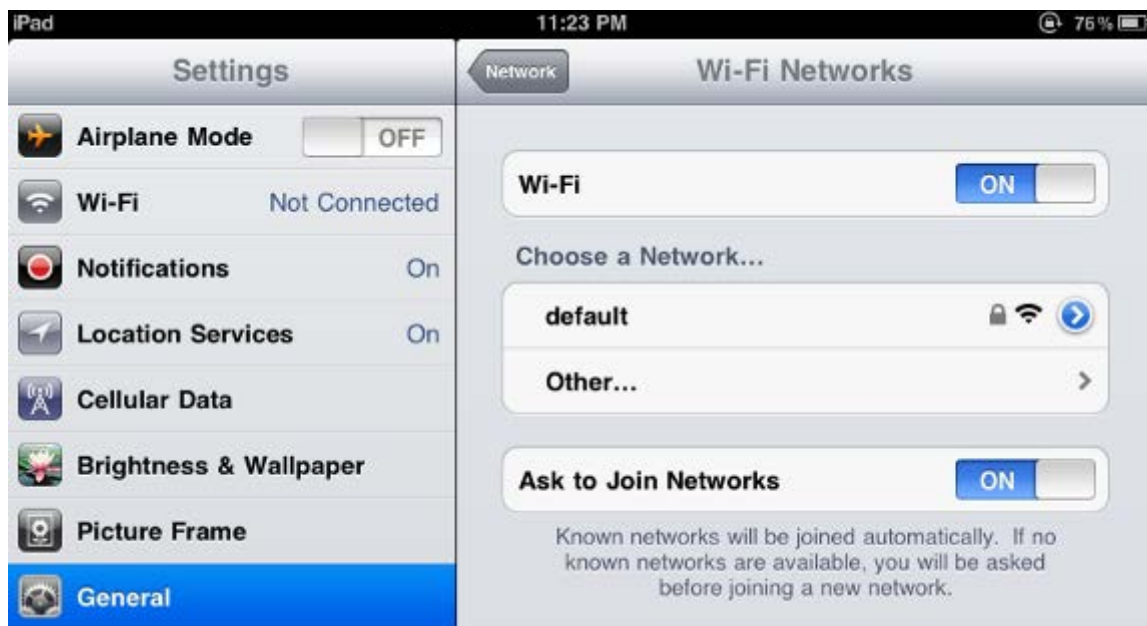 iPad 11:23 PM 76%
Settings
Airplane Mode OFF
Wi-Fi Not Connected
Notifications On
Location Services On
Cellular Data
Brightness & Wallpaper
Picture Frame
General
Network Wi-Fi Networks
Wi-Fi ON
Choose a Network...
default
Other...
Ask to Join Networks ON
Known networks will be joined automatically. If no
known networks are available, you will be asked
before joining a new network.